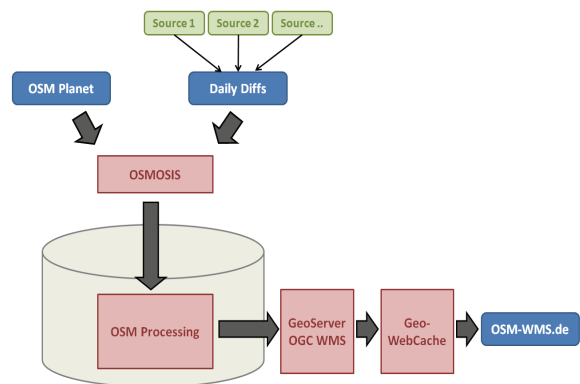 Source 1
Source 2
Source ..
OSM Planet
Daily Diffs
OSMOSIS
OSM Processing
GeoServer
OGC WMS
Geo-
WebCache
OSM-WMS.de